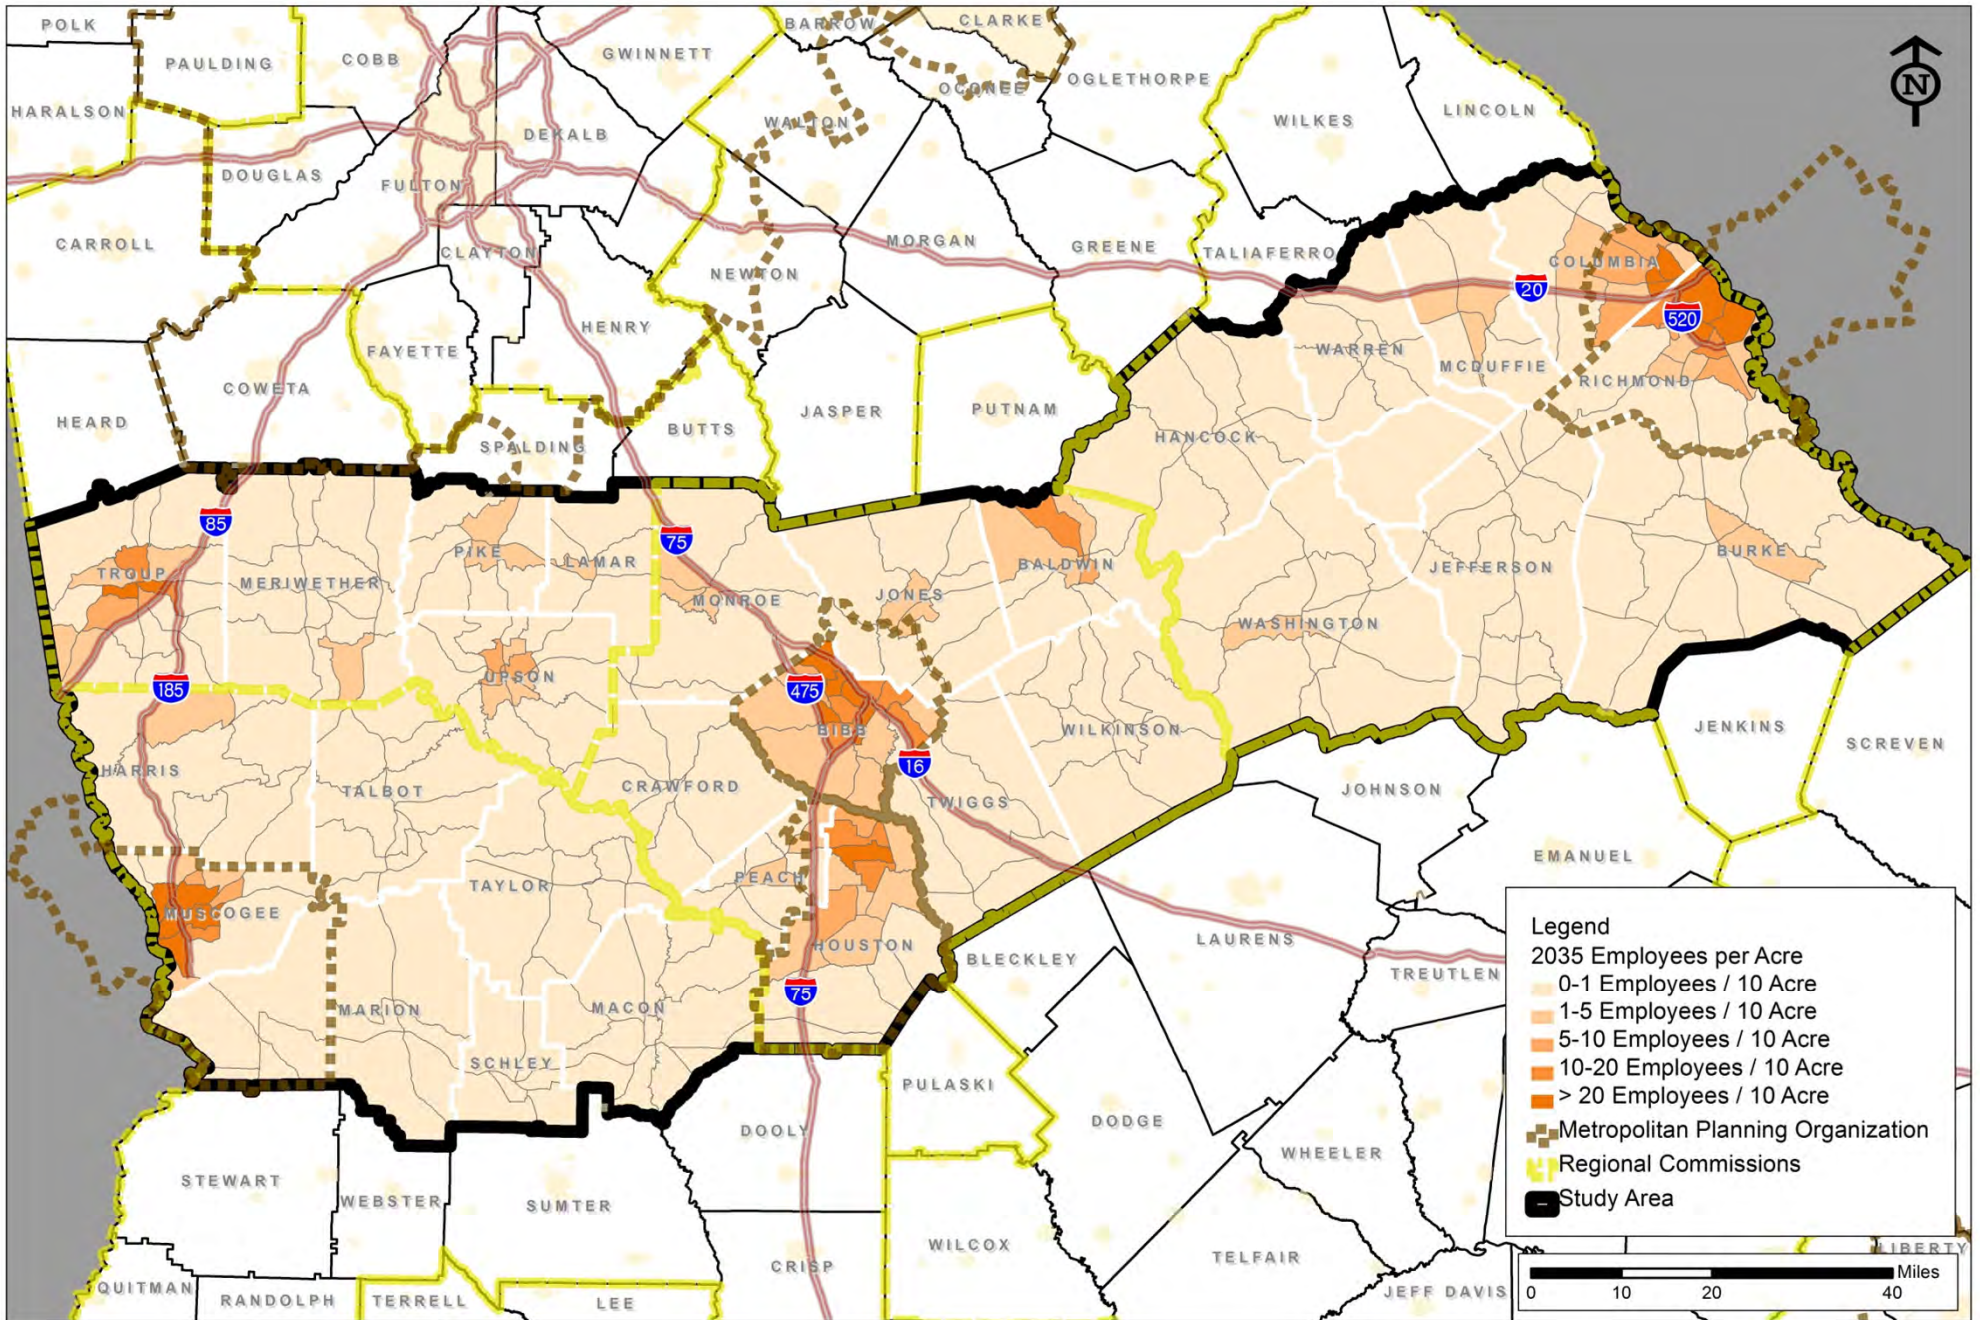 POLK
BARROW
CLARKE
PAULDING
COBB
GWINNETT
OGLETHORPE
OCONEE
HARALSON
DEKALB
WALTON
WILKES
LINCOLN
N
DOUGLAS
FULTON
CARROLL
CLAYTON
MORGAN
GREENE
TALIAFERRO
COLUMBIA
NEWTON
20
520
HENRY
FAYETTE
WARREN
MCDUFFIE
RICHMOND
COWETA
HEARD
JASPER
PUTNAM
BUTTS
SPALDING
HANCOCK
85
75
PIKE
LAMAR
TROUP
MERIWETHER
MONROE
JONES
BALDWIN
JEFFERSON
BURKE
WASHINGTON
UPSON
185
475
BIBB
WILKINSON
JENKINS
SCREVEN
16
HARRIS
TALBOT
CRAWFORD
TWIGGS
JOHNSON
EMANUEL
TAYLOR
PEACH
MUSCOGEE
HOUSTON
BLECKLEY
LAURENS
TREUTLEN
75
MARION
MACON
SCHLEY
PULASKI
DOOLY
DODGE
WHEELER
STEWART
WEBSTER
SUMTER
WILCOX
TELFAIR
CRISP
QUITMAN
RANDOLPH
TERRELL
LEE
JEFF DAVIS
LIBERTY
Legend
2035 Employees per Acre
0-1 Employees / 10 Acre
1-5 Employees / 10 Acre
5-10 Employees / 10 Acre
10-20 Employees / 10 Acre
> 20 Employees / 10 Acre
Metropolitan Planning Organization
Regional Commissions
Study Area
Miles
0 10 20 40